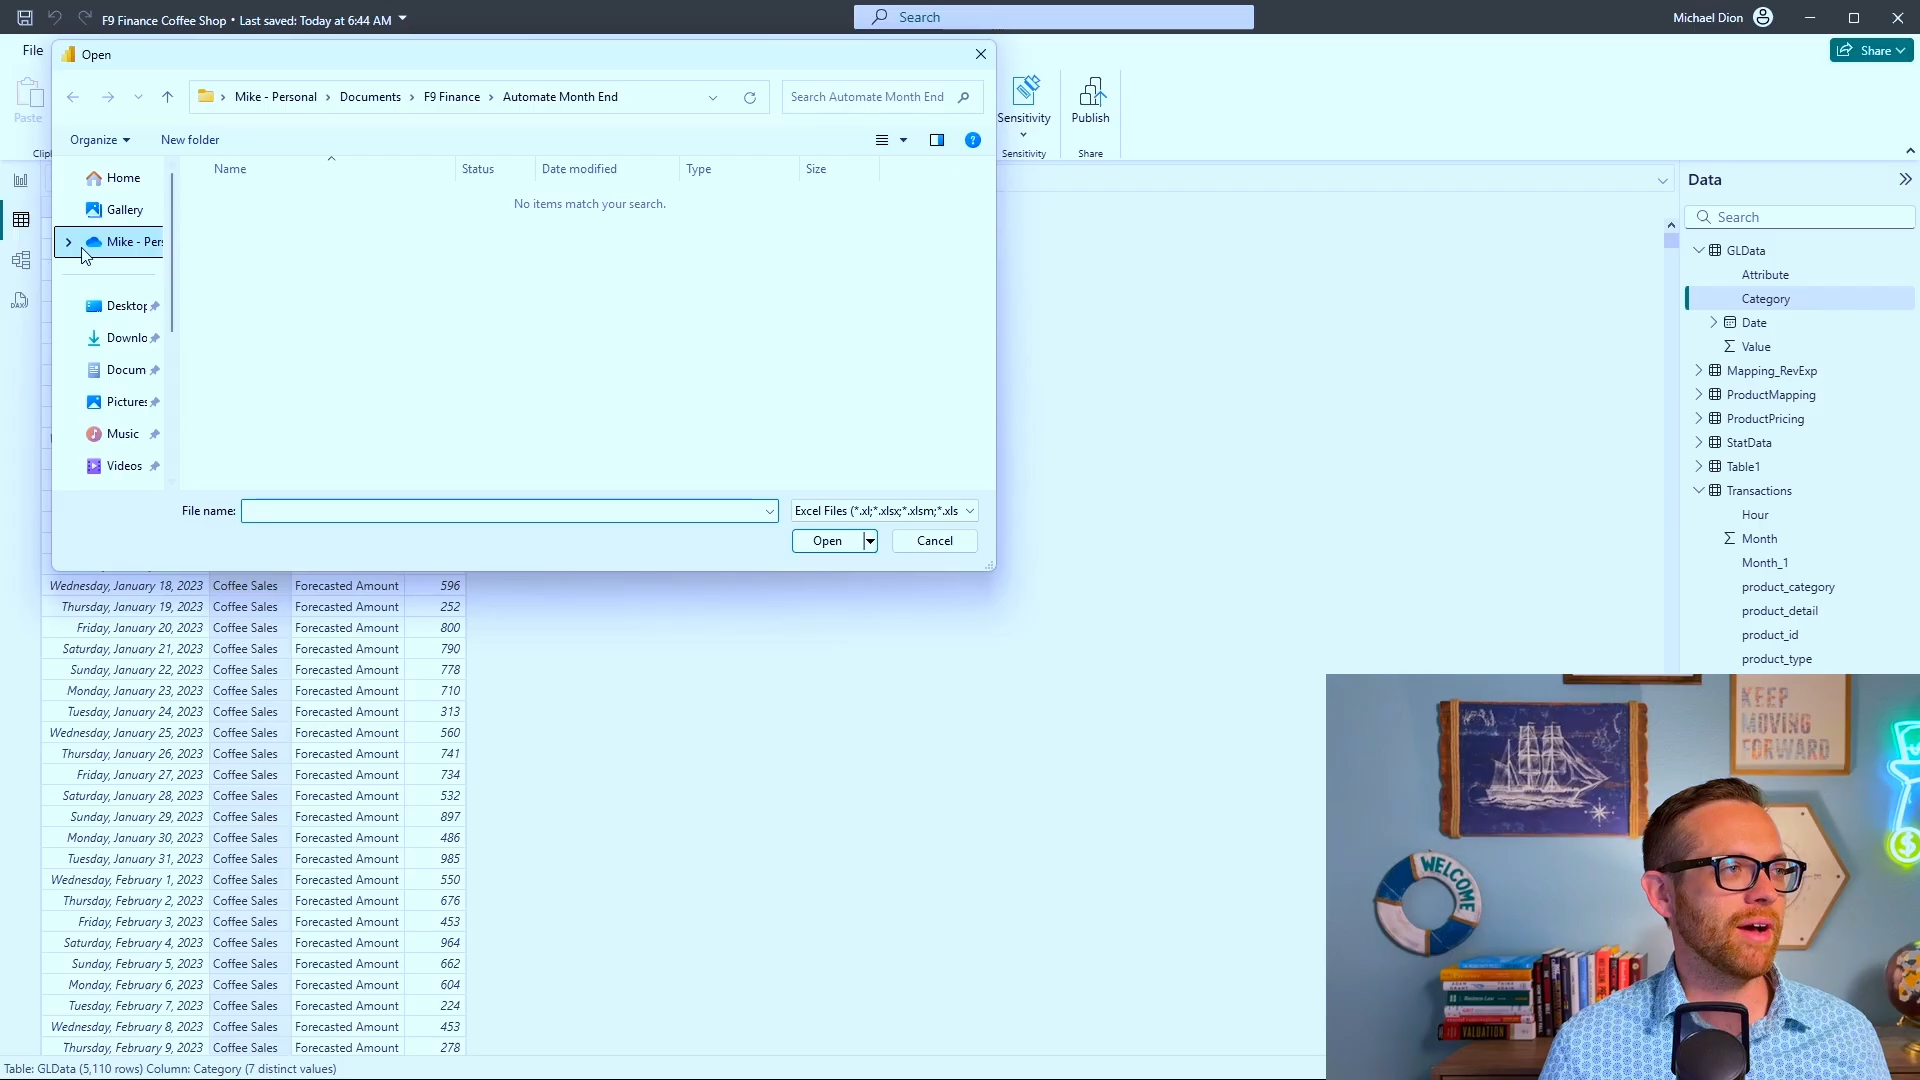 F9 Finance Coffee Shop • Last saved: Today at 6:44 AM
Search
Michael Dion
File
Share
Open
Paste
Mike - Personal > Documents > F9 Finance > Automate Month End
Search Automate Month End
Sensitivity
Publish
Organize
New folder
Clip
Sensitivity
Share
Name
Status
Date modified
Type
Size
No items match your search.
Home
Gallery
Mike - Pers
Desktop
Downlo
Docum
Pictures
Music
Videos
File name:
Excel Files (*.xl;*.xlsx;*.xlsm;*.xls
Open
Cancel
Data
Search
GLData
Attribute
Category
Date
Value
Mapping_RevExp
ProductMapping
ProductPricing
StatData
Table1
Transactions
Hour
Month
Month_1
product_category
product_detail
product_id
product_type
Wednesday, January 18, 2023 Coffee Sales Forecasted Amount 596
Thursday, January 19, 2023 Coffee Sales Forecasted Amount 252
Friday, January 20, 2023 Coffee Sales Forecasted Amount 800
Saturday, January 21, 2023 Coffee Sales Forecasted Amount 790
Sunday, January 22, 2023 Coffee Sales Forecasted Amount 778
Monday, January 23, 2023 Coffee Sales Forecasted Amount 710
Tuesday, January 24, 2023 Coffee Sales Forecasted Amount 313
Wednesday, January 25, 2023 Coffee Sales Forecasted Amount 560
Thursday, January 26, 2023 Coffee Sales Forecasted Amount 741
Friday, January 27, 2023 Coffee Sales Forecasted Amount 734
Saturday, January 28, 2023 Coffee Sales Forecasted Amount 532
Sunday, January 29, 2023 Coffee Sales Forecasted Amount 897
Monday, January 30, 2023 Coffee Sales Forecasted Amount 486
Tuesday, January 31, 2023 Coffee Sales Forecasted Amount 985
Wednesday, February 1, 2023 Coffee Sales Forecasted Amount 550
Thursday, February 2, 2023 Coffee Sales Forecasted Amount 676
Friday, February 3, 2023 Coffee Sales Forecasted Amount 453
Saturday, February 4, 2023 Coffee Sales Forecasted Amount 964
Sunday, February 5, 2023 Coffee Sales Forecasted Amount 662
Monday, February 6, 2023 Coffee Sales Forecasted Amount 604
Tuesday, February 7, 2023 Coffee Sales Forecasted Amount 224
Wednesday, February 8, 2023 Coffee Sales Forecasted Amount 453
Thursday, February 9, 2023 Coffee Sales Forecasted Amount 278
Table: GLData (5,110 rows) Column: Category (7 distinct values)
KEEP
MOVING
FORWARD
WELCOME
VALUATION